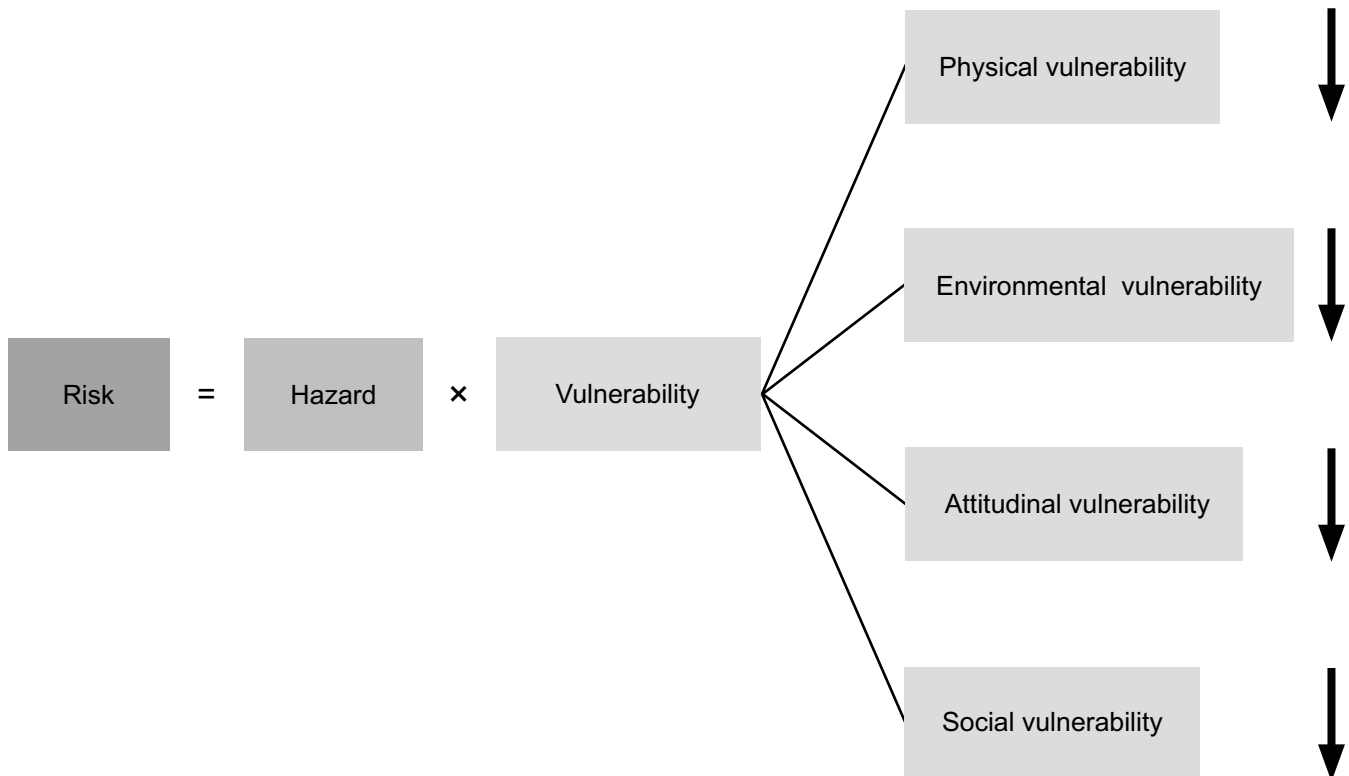 Physical vulnerability
Environmental vulnerability
Risk = Hazard × Vulnerability
Attitudinal vulnerability
Social vulnerability